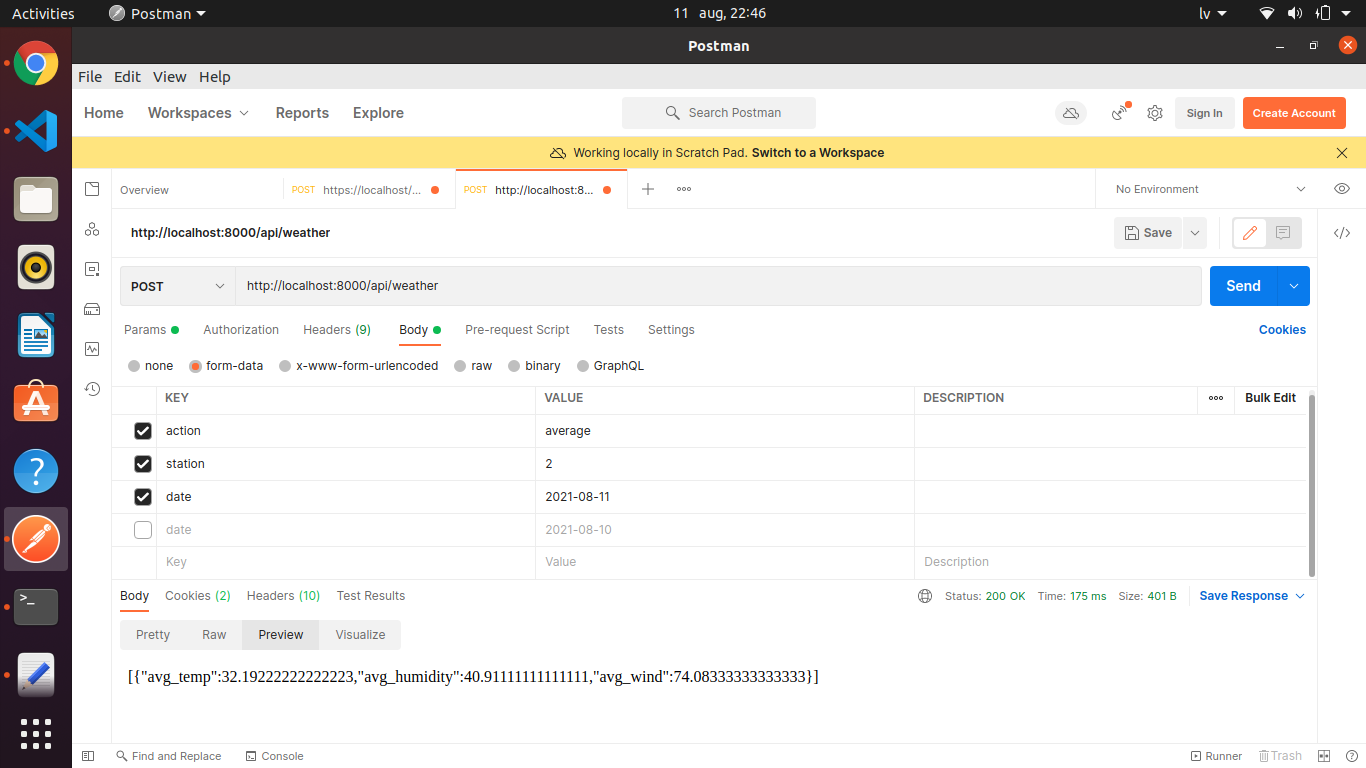 Activities Postman 11 aug, 22:46 lv
Postman
File Edit View Help
Home Workspaces Reports Explore Search Postman Sign In Create Account
Working locally in Scratch Pad. Switch to a Workspace
Overview POST https://localhost/... POST http://localhost:8... No Environment
http://localhost:8000/api/weather Save
POST http://localhost:8000/api/weather Send
Params Authorization Headers (9) Body Pre-request Script Tests Settings Cookies
none form-data x-www-form-urlencoded raw binary GraphQL
KEY VALUE DESCRIPTION Bulk Edit
action average
station 2
date 2021-08-11
date 2021-08-10
Key Value Description
Body Cookies (2) Headers (10) Test Results Status: 200 OK Time: 175 ms Size: 401 B Save Response
Pretty Raw Preview Visualize
[{"avg_temp":32.19222222222223,"avg_humidity":40.91111111111111,"avg_wind":74.08333333333333}]
Find and Replace Console Runner Trash